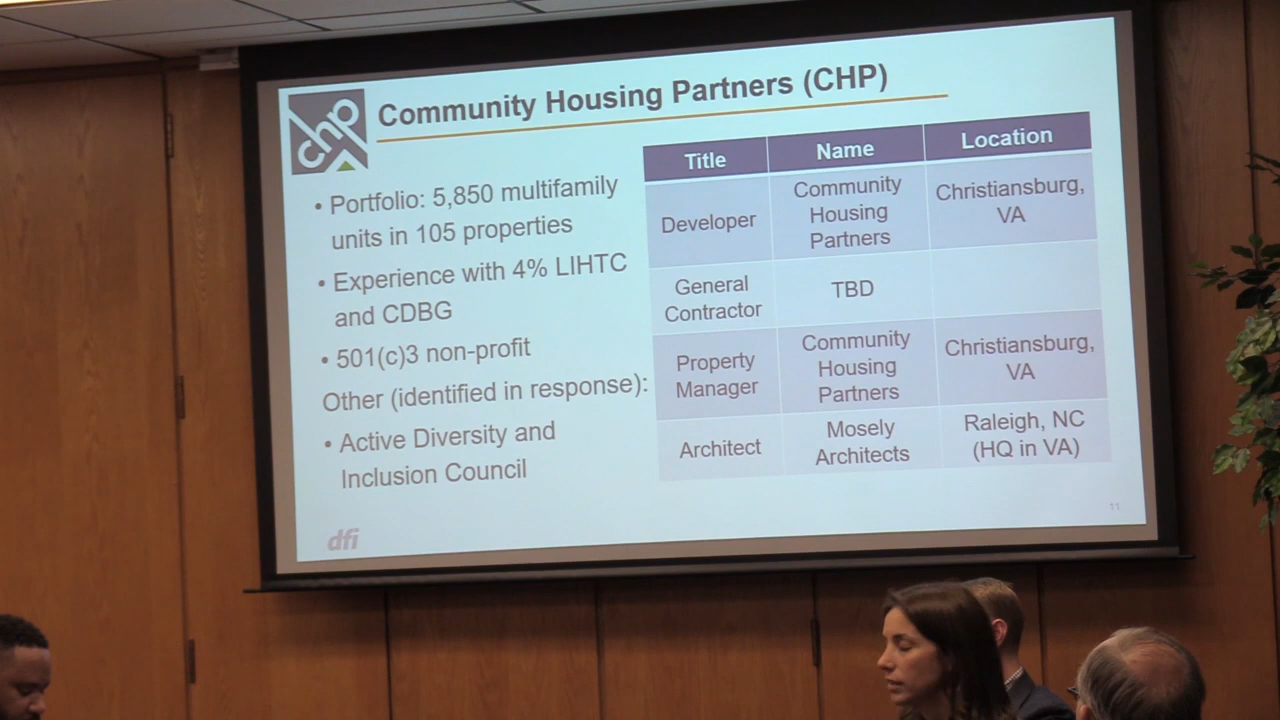 chp
Community Housing Partners (CHP)
• Portfolio: 5,850 multifamily
units in 105 properties
• Experience with 4% LIHTC
and CDBG
• 501(c)3 non-profit
Other (identified in response):
• Active Diversity and
Inclusion Council
Title Name Location
Developer
Community
Housing
Partners
Christiansburg,
VA
General
Contractor
TBD
Property
Manager
Community
Housing
Partners
Christiansburg,
VA
Architect
Mosely
Architects
Raleigh, NC
(HQ in VA)
dfi
11